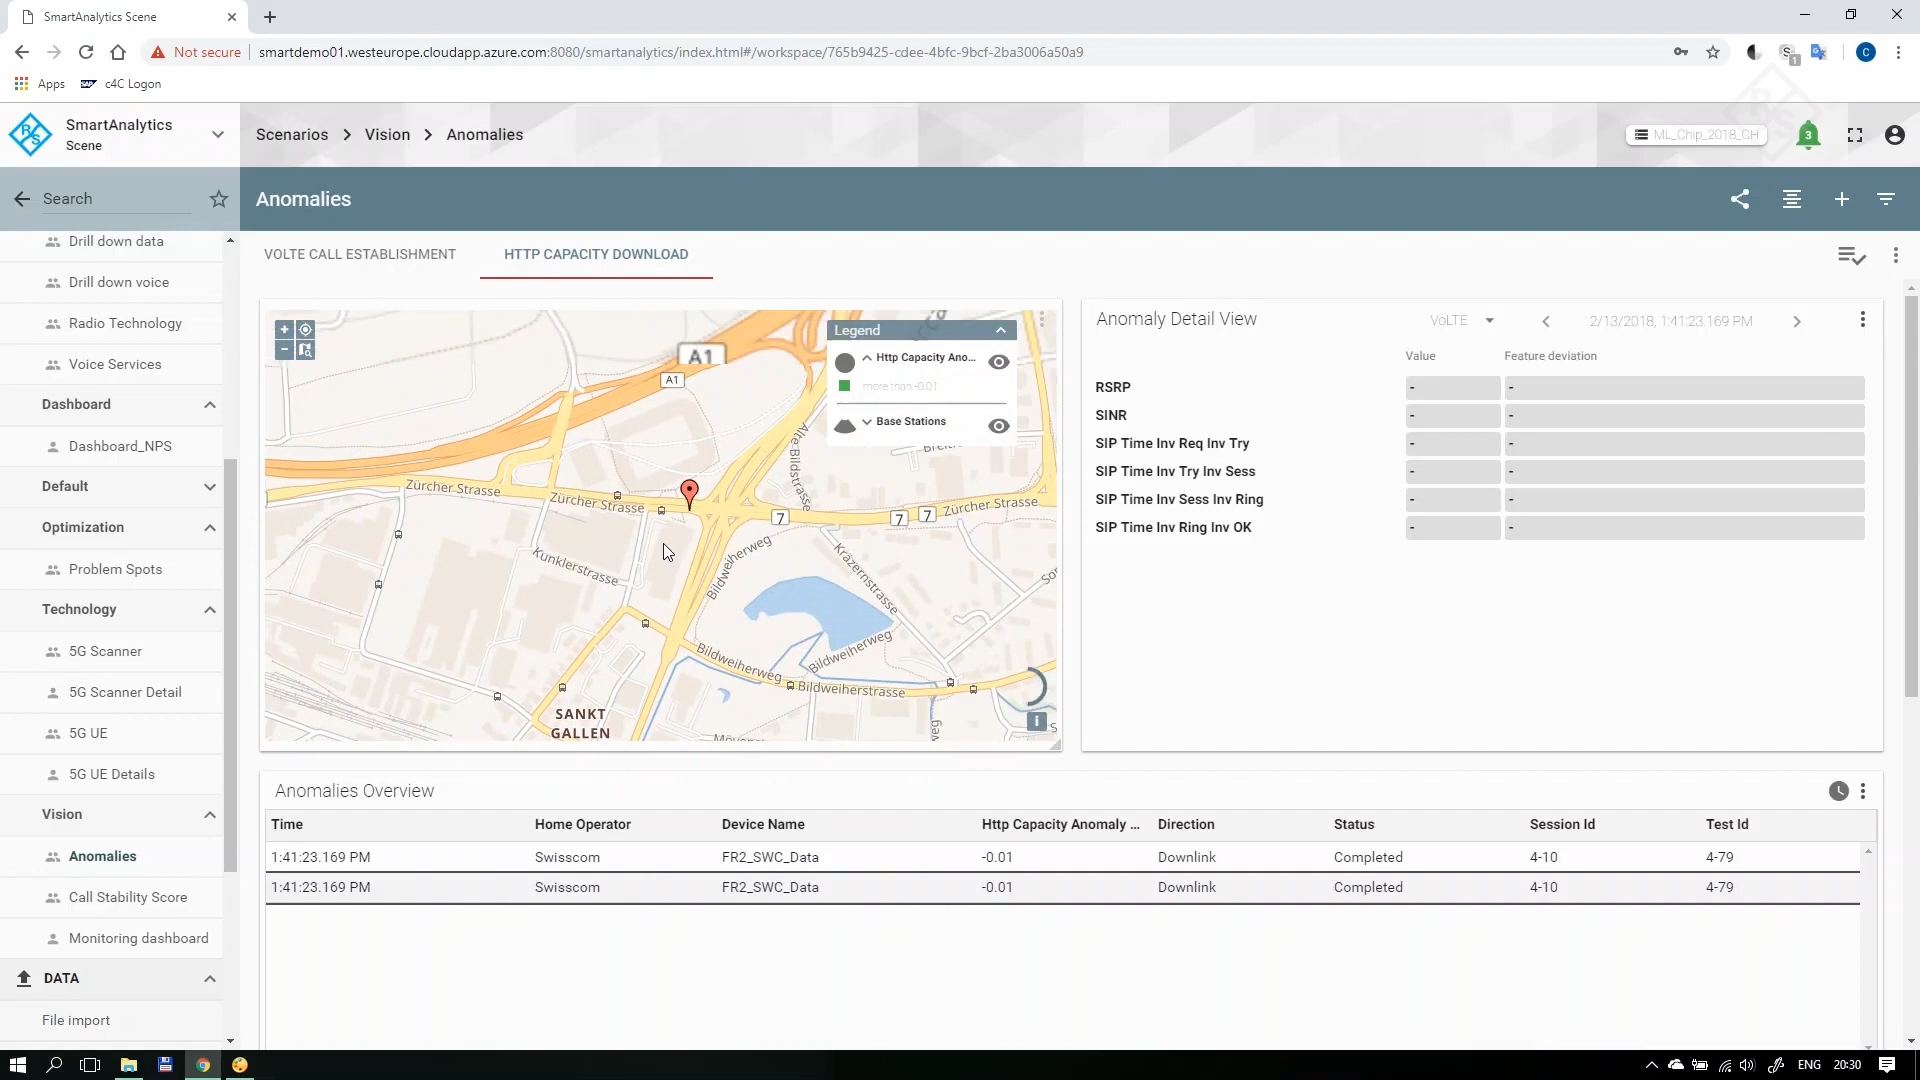 SmartAnalytics Scene
Not secure
smartdemo01.westeurope.cloudapp.azure.com:8080/smartanalytics/index.html#/workspace/765b9425-cdee-4bfc-9bcf-2ba3006a50a9
1
C
Apps
SAP c4C Logon
R&S
SmartAnalytics
Scene
Scenarios > Vision > Anomalies
ML_Chip_2018_CH
3
Search
Anomalies
Drill down data
Drill down voice
Radio Technology
Voice Services
Dashboard
Dashboard_NPS
Default
Optimization
Problem Spots
Technology
5G Scanner
5G Scanner Detail
5G UE
5G UE Details
Vision
Anomalies
Call Stability Score
Monitoring dashboard
DATA
File import
VOLTE CALL ESTABLISHMENT
HTTP CAPACITY DOWNLOAD
+
−
A1
A1
Legend
Http Capacity Ano...
more than -0.01
Base Stations
Alte Bildstrasse
Zürcher Strasse
Zürcher Strasse
7
7
7
Zürcher Strasse
Kunklerstrasse
Bildweiherweg
Kräzernstrasse
Bildweiherweg
Bildweiherweg
Bildweiherstrasse
SANKT
GALLEN
i
Anomaly Detail View
VoLTE
2/13/2018, 1:41:23.169 PM
Value Feature deviation
RSRP - -
SINR - -
SIP Time Inv Req Inv Try - -
SIP Time Inv Try Inv Sess - -
SIP Time Inv Sess Inv Ring - -
SIP Time Inv Ring Inv OK - -
Anomalies Overview
Time Home Operator Device Name Http Capacity Anomaly ... Direction Status Session Id Test Id
1:41:23.169 PM Swisscom FR2_SWC_Data -0.01 Downlink Completed 4-10 4-79
1:41:23.169 PM Swisscom FR2_SWC_Data -0.01 Downlink Completed 4-10 4-79
ENG 20:30